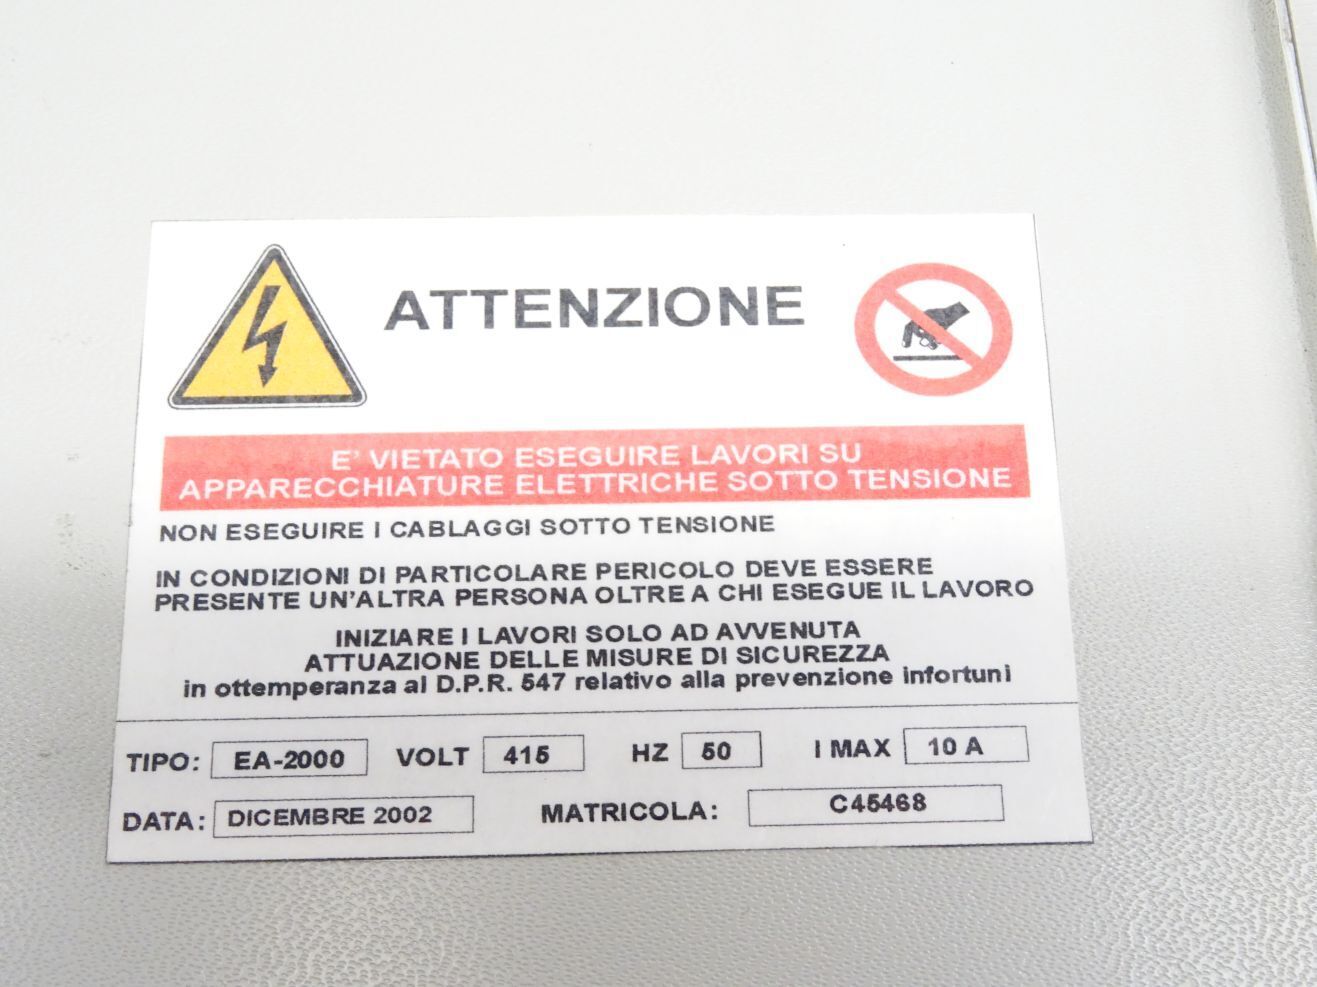 ATTENZIONE
E' VIETATO ESEGUIRE LAVORI SU
APPARECCHIATURE ELETTRICHE SOTTO TENSIONE
NON ESEGUIRE I CABLAGGI SOTTO TENSIONE
IN CONDIZIONI DI PARTICOLARE PERICOLO DEVE ESSERE
PRESENTE UN'ALTRA PERSONA OLTRE A CHI ESEGUE IL LAVORO
INIZIARE I LAVORI SOLO AD AVVENUTA
ATTUAZIONE DELLE MISURE DI SICUREZZA
in ottemperanza al D.P.R. 547 relativo alla prevenzione infortuni
TIPO: EA-2000 VOLT 415 HZ 50 I MAX 10 A
DATA: DICEMBRE 2002 MATRICOLA: C45468